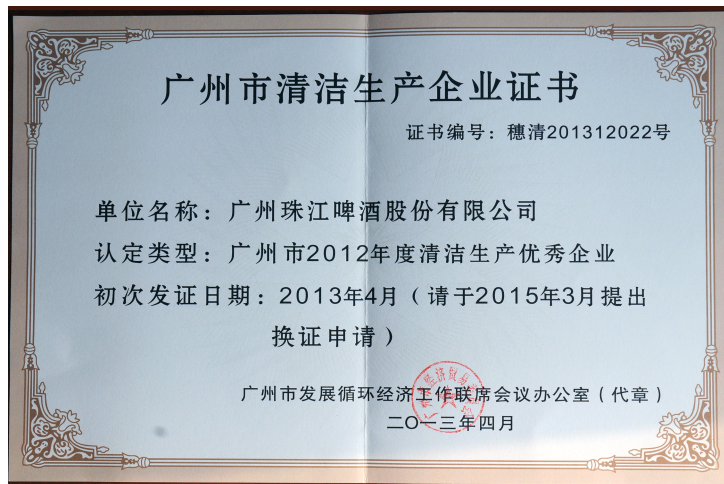 广州市清洁生产企业证书
证书编号：穗清201312022号
单位名称：广州珠江啤酒股份有限公司
认定类型：广州市2012年度清洁生产优秀企业
初次发证日期：2013年4月（请于2015年3月提出
换证申请）
广州市发展循环经济工作联席会议办公室（代章）
二〇一三年四月